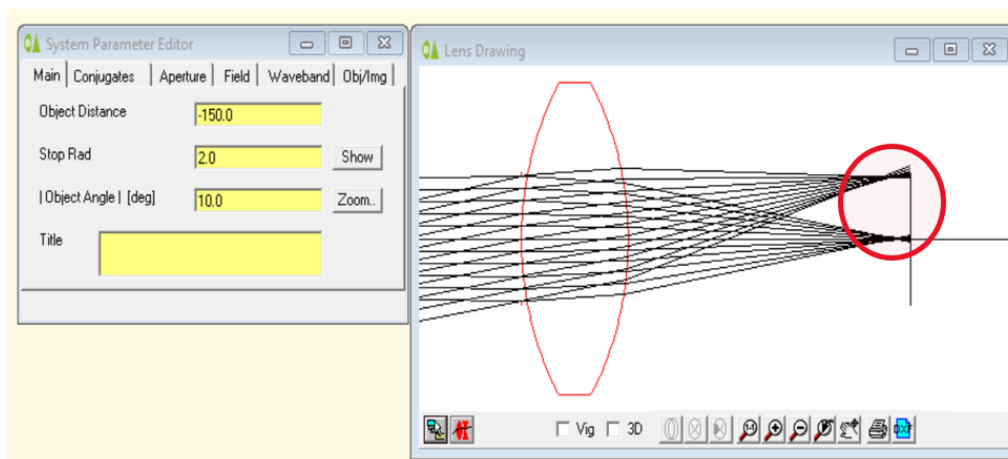 System Parameter Editor
Main Conjugates Aperture Field Waveband Obj/Img
Object Distance -150.0
Stop Rad 2.0 Show
|Object Angle| [deg] 10.0 Zoom..
Title
Lens Drawing
Vig 3D
DXF